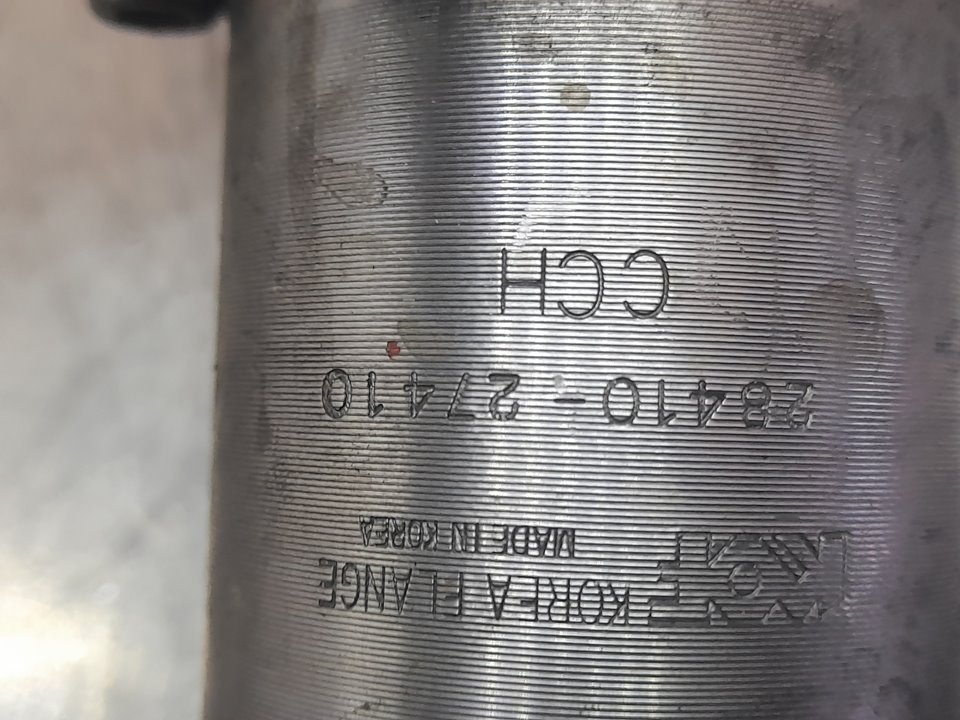 KOREA FLANGE
MADE IN KOREA
28410-27410
CCH